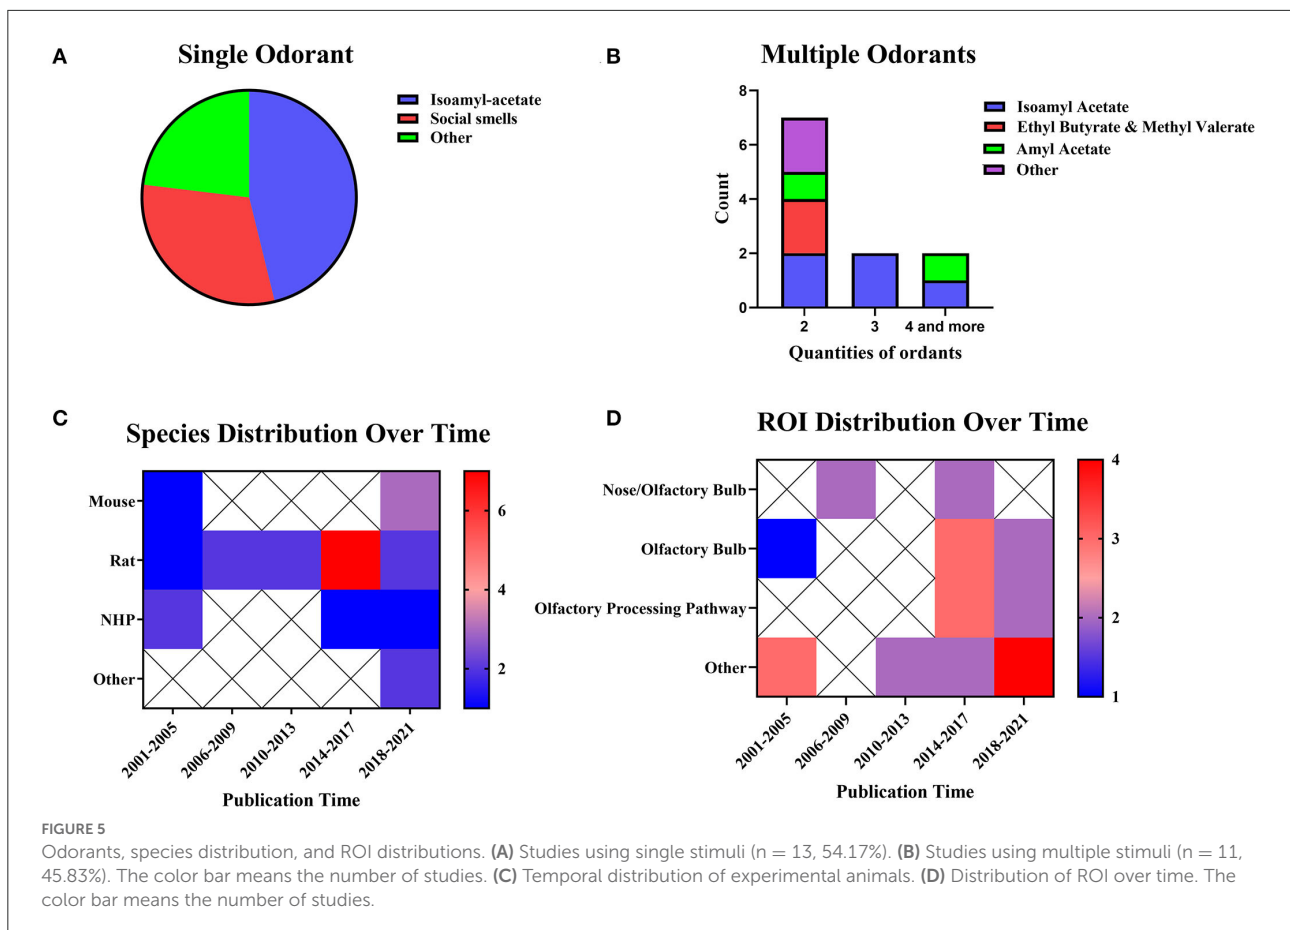 A
Single Odorant
Isoamyl-acetate
Social smells
Other
B
Multiple Odorants
8
6
4
2
0
Count
2
3
4 and more
Quantities of ordants
Isoamyl Acetate
Ethyl Butyrate & Methyl Valerate
Amyl Acetate
Other
C
Species Distribution Over Time
Mouse
Rat
NHP
Other
2001-2005
2006-2009
2010-2013
2014-2017
2018-2021
Publication Time
6
4
2
D
ROI Distribution Over Time
Nose/Olfactory Bulb
Olfactory Bulb
Olfactory Processing Pathway
Other
2001-2005
2006-2009
2010-2013
2014-2017
2018-2021
Publication Time
4
3
2
1
FIGURE 5
Odorants, species distribution, and ROI distributions. (A) Studies using single stimuli (n = 13, 54.17%). (B) Studies using multiple stimuli (n = 11,
45.83%). The color bar means the number of studies. (C) Temporal distribution of experimental animals. (D) Distribution of ROI over time. The
color bar means the number of studies.